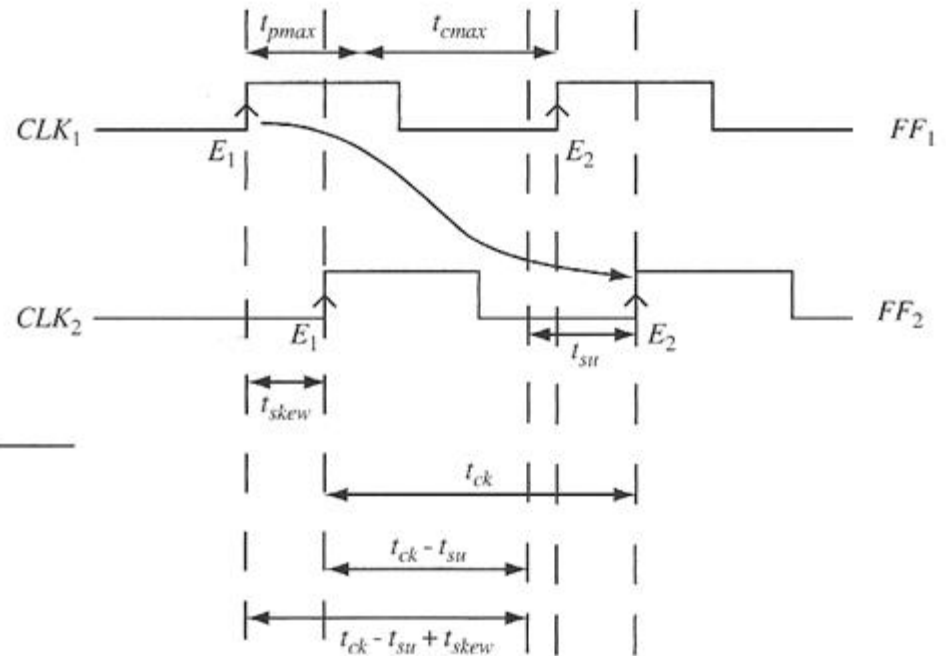 t_pmax t_cmax
CLK_1 E_1 E_2 FF_1
CLK_2 E_1 E_2 FF_2
t_su
t_skew
t_ck
t_ck - t_su
t_ck - t_su + t_skew